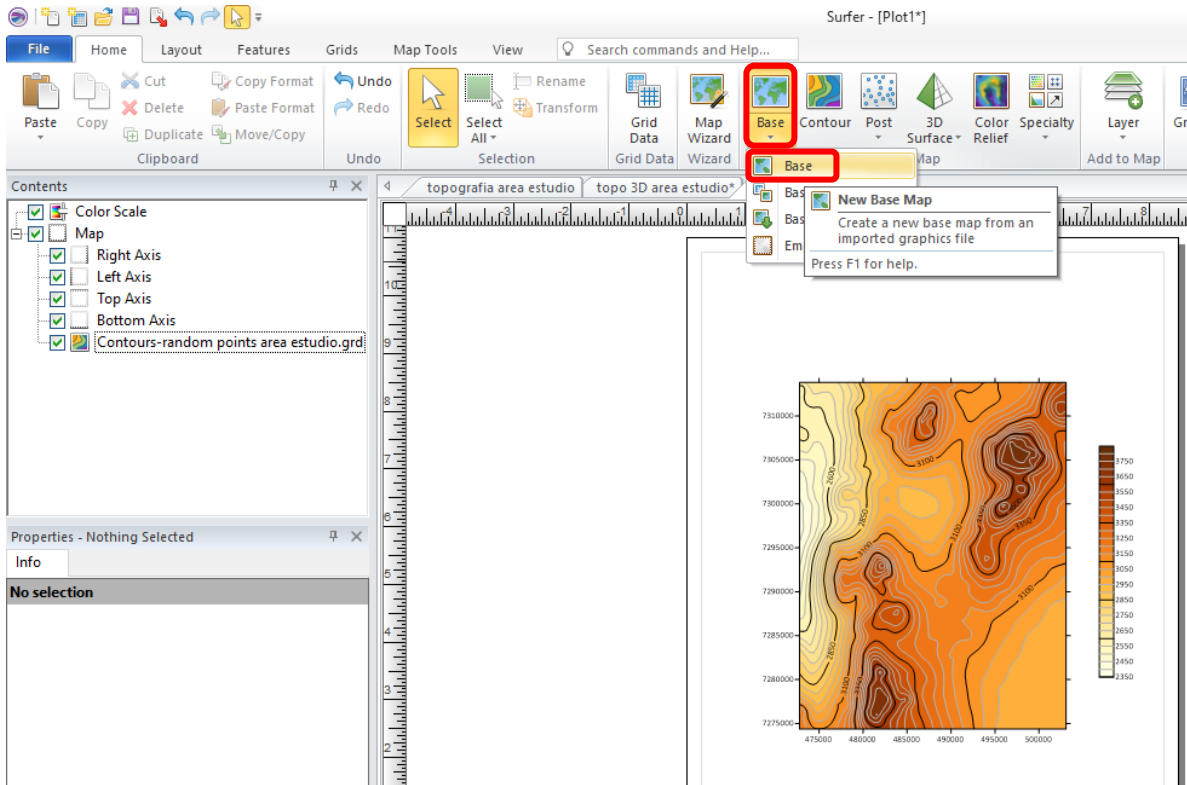 Surfer - [Plot1*]
File Home Layout Features Grids Map Tools View Search commands and Help...
Paste Copy Cut Delete Duplicate Copy Format Paste Format Move/Copy
Clipboard
Undo Redo
Undo
Select Select All Rename Transform
Selection
Grid Data
Grid Data
Map Wizard
Wizard
Base Contour Post 3D Surface Color Relief Specialty
Map
Layer
Add to Map
Base
New Base Map
Create a new base map from an
imported graphics file
Press F1 for help.
Contents
Color Scale
Map
Right Axis
Left Axis
Top Axis
Bottom Axis
Contours-random points area estudio.grd
Properties - Nothing Selected
Info
No selection
topografia area estudio topo 3D area estudio*
7310000
7305000
7300000
7295000
7290000
7285000
7280000
7275000
475000 480000 485000 490000 495000 500000
3750
3650
3550
3450
3350
3250
3150
3050
2950
2850
2750
2650
2550
2450
2350